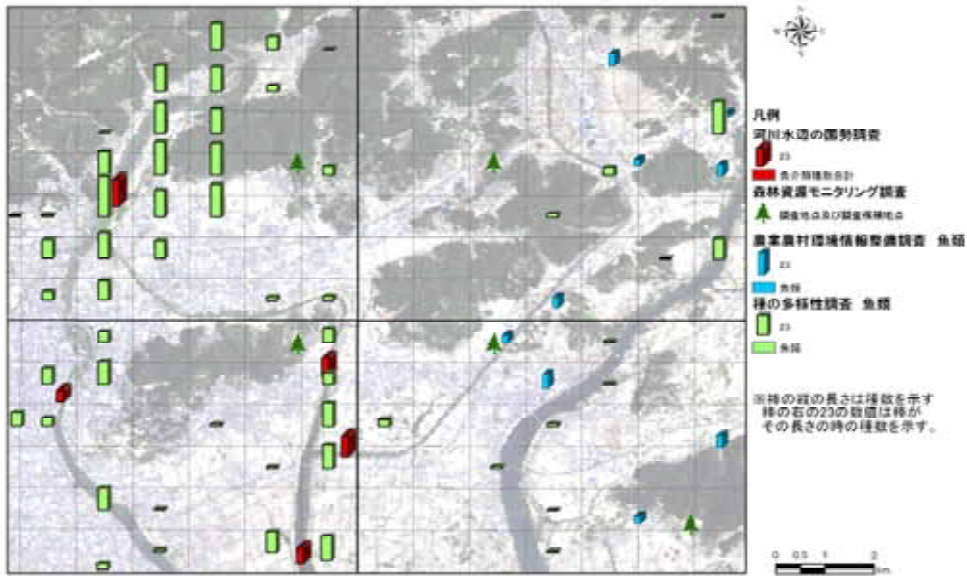 N
W
E
S
凡例
河川水辺の国勢調査
23
魚介類種数合計
森林資源モニタリング調査
調査地点及び調査候補地点
農業農村環境情報整備調査 魚類
23
魚類
種の多様性調査 魚類
23
魚類
※棒の縦の長さは種数を示す
棒の右の23の数値は棒が
その長さの時の種数を示す。
0 0.5 1 2
km